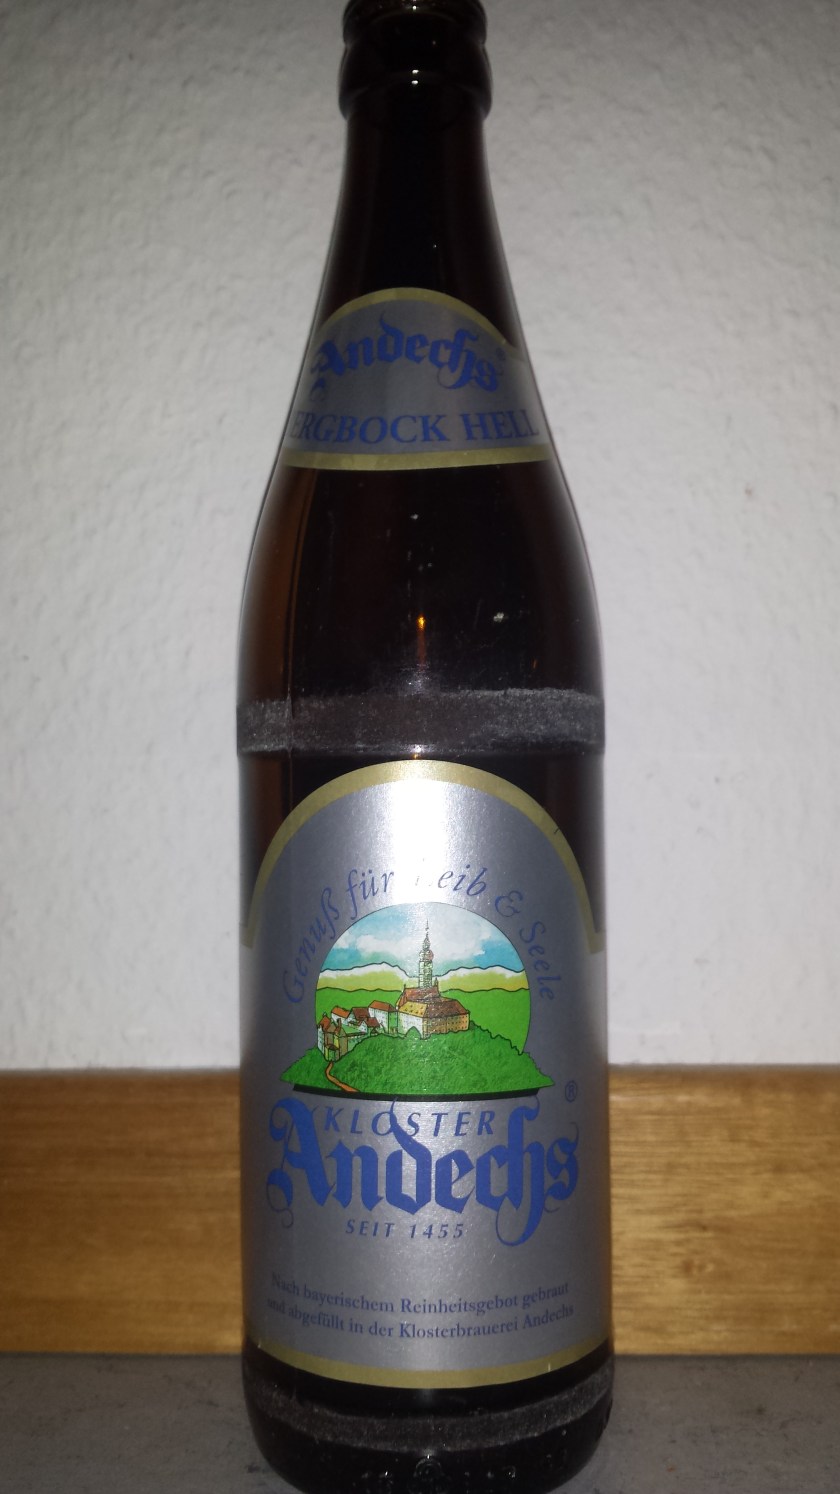 Andechs®
ERGBOCK HELL
Genuß für Leib & Seele
®
KLOSTER
Andechs
SEIT 1455
Nach bayerischem Reinheitsgebot gebraut
und abgefüllt in der Klosterbrauerei Andechs